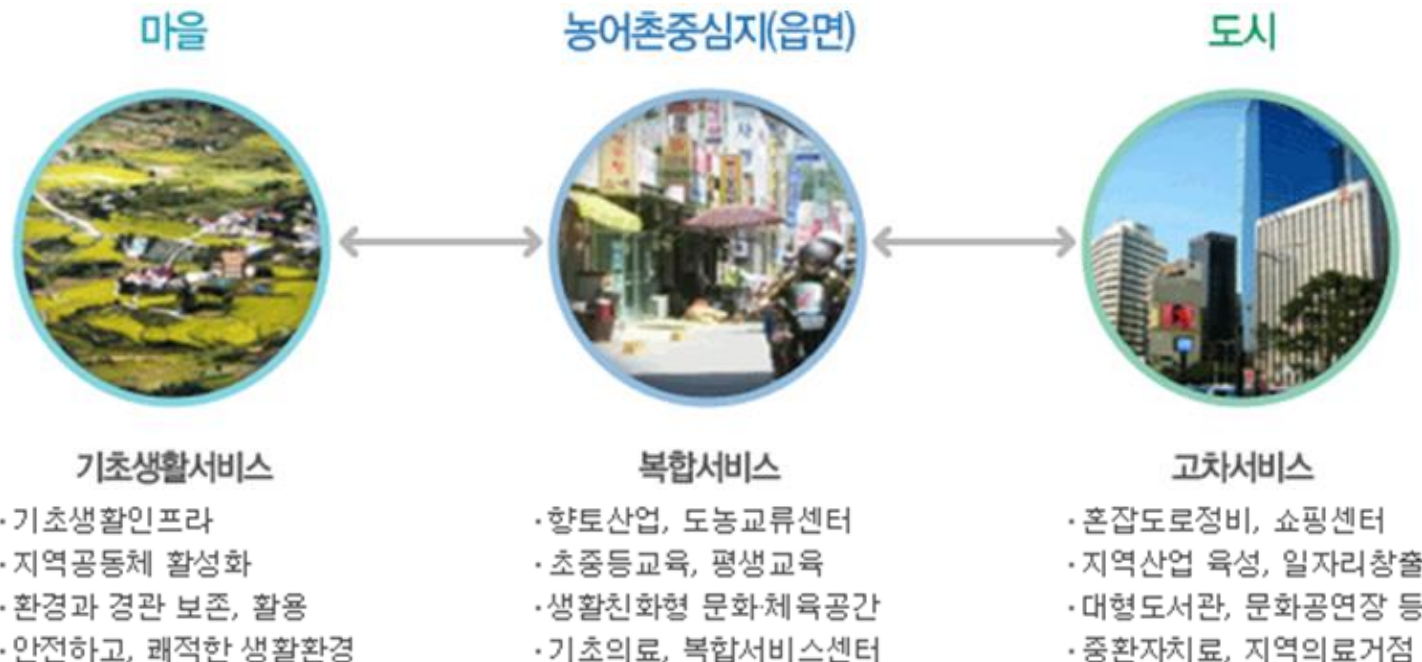 마을
기초생활서비스
·기초생활인프라
·지역공동체 활성화
·환경과 경관 보존, 활용
·안전하고, 쾌적한 생활환경
농어촌중심지(읍면)
복합서비스
·향토산업, 도농교류센터
·초중등교육, 평생교육
·생활친화형 문화·체육공간
·기초의료, 복합서비스센터
도시
고차서비스
·혼잡도로정비, 쇼핑센터
·지역산업 육성, 일자리창출
·대형도서관, 문화공연장 등
·중환자치료, 지역의료거점